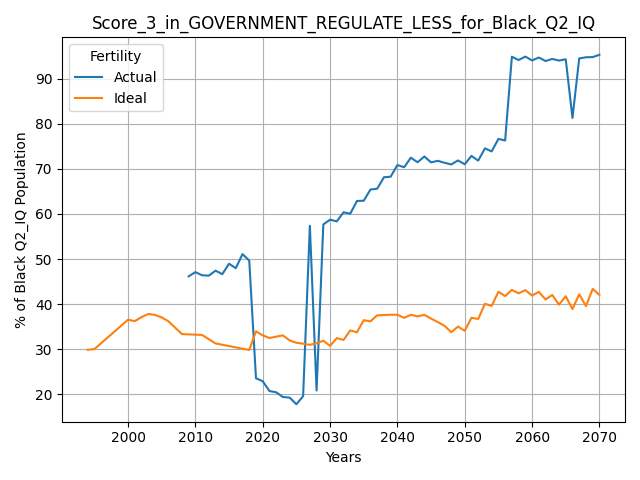 Score_3_in_GOVERNMENT_REGULATE_LESS_for_Black_Q2_IQ
Fertility
Actual
Ideal
% of Black Q2_IQ Population
90
80
70
60
50
40
30
20
2000 2010 2020 2030 2040 2050 2060 2070
Years